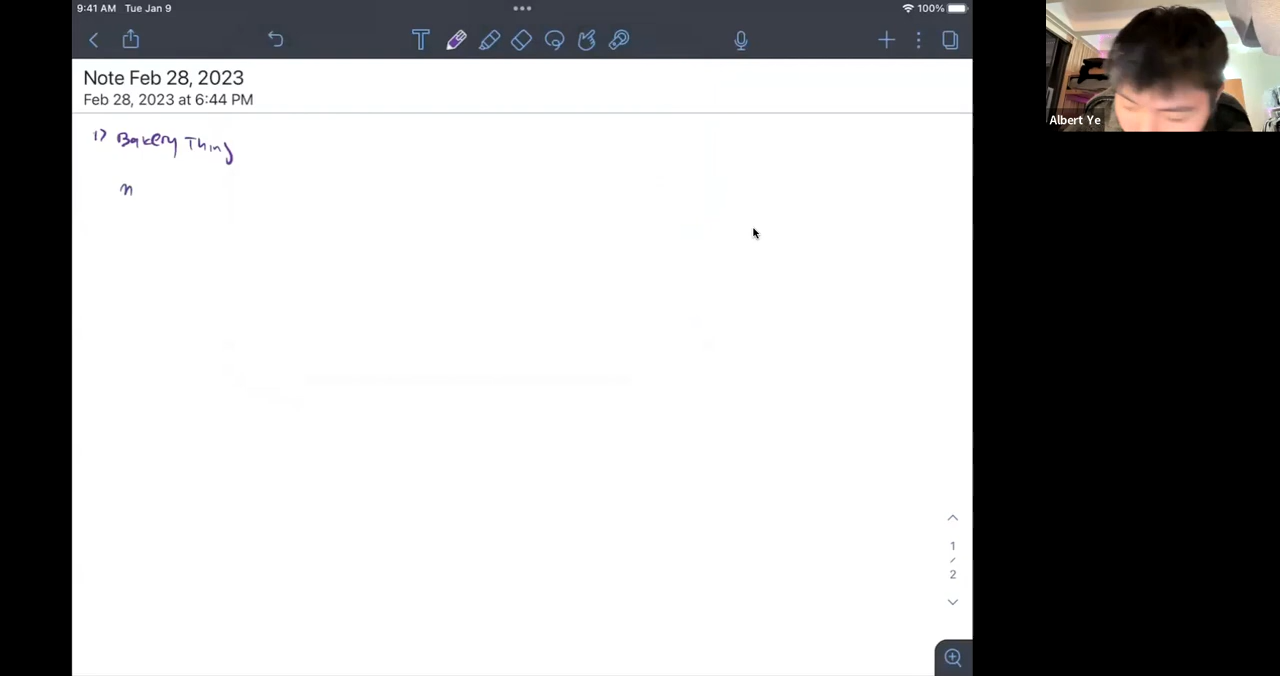 9:41 AM Tue Jan 9
100%
T
Note Feb 28, 2023
Feb 28, 2023 at 6:44 PM
1) Bakery Thing
n
1
/
2
Albert Ye